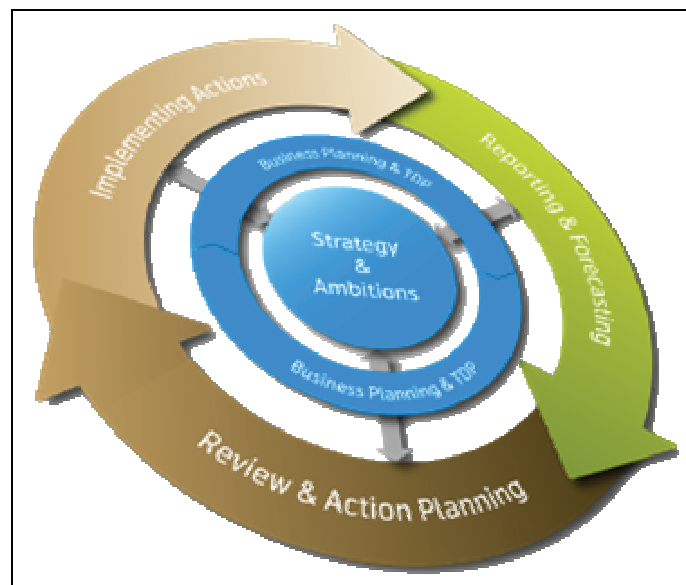 Implementing Actions
Reporting & Forecasting
Business Planning & TDP
Strategy
&
Ambitions
Business Planning & TDP
Review & Action Planning